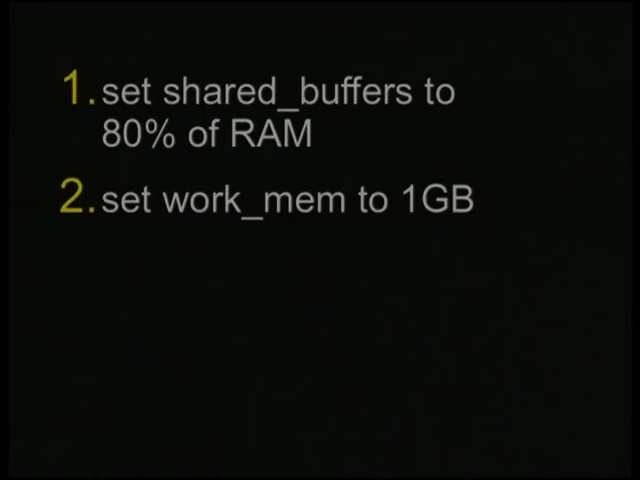 1. set shared_buffers to
80% of RAM
2. set work_mem to 1GB